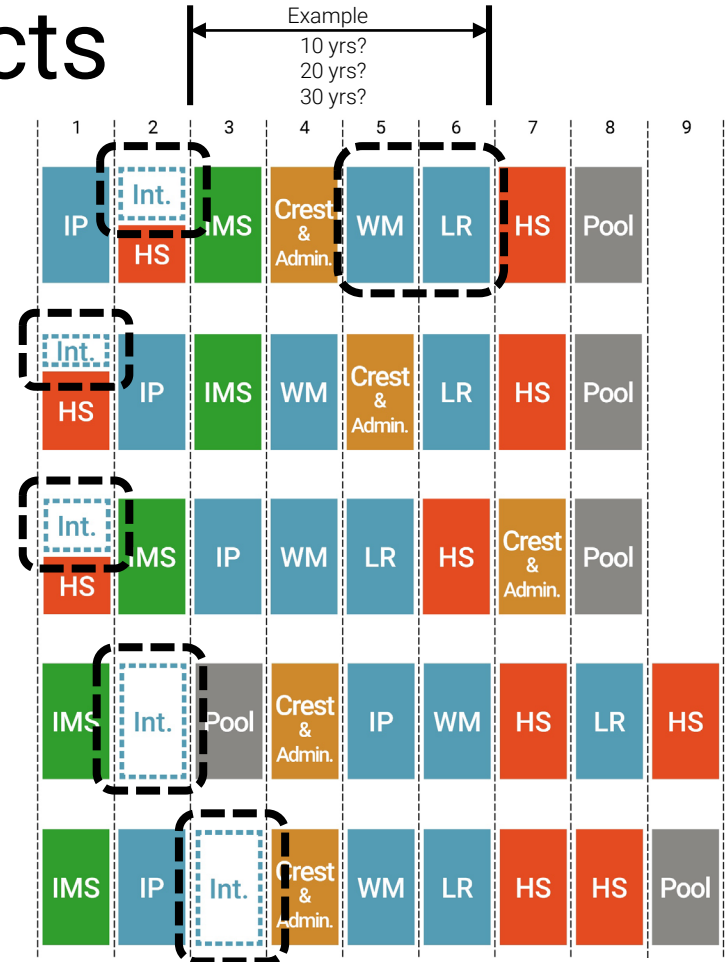 cts
Example
10 yrs?
20 yrs?
30 yrs?
1 2 3 4 5 6 7 8 9
IP Int. HS IMS Crest & Admin. WM LR HS Pool
Int. HS IP IMS WM Crest & Admin. LR HS Pool
Int. HS IMS IP WM LR HS Crest & Admin. Pool
IMS Int. Pool Crest & Admin. IP WM HS LR HS
IMS IP Int. Crest & Admin. WM LR HS HS Pool